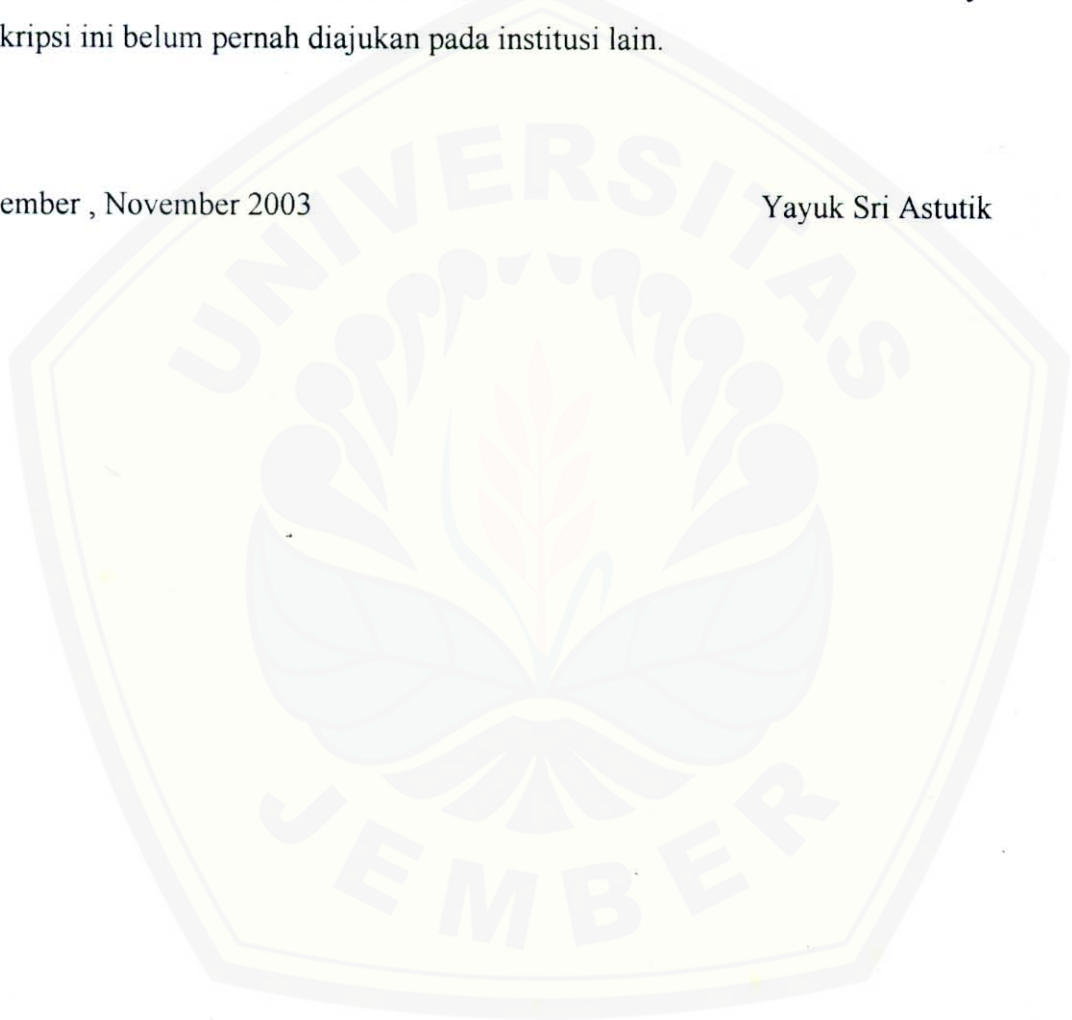 kripsi ini belum pernah diajukan pada institusi lain.
ember , November 2003
Yayuk Sri Astutik
UNIVERSITAS
JEMBER